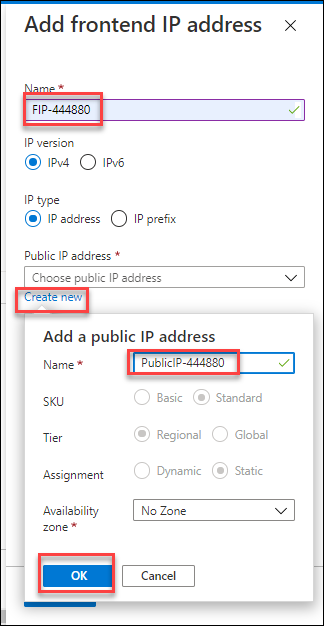 Add frontend IP address
Name *
FIP-444880
IP version
IPv4 IPv6
IP type
IP address IP prefix
Public IP address *
Choose public IP address
Create new
Add a public IP address
Name * PublicIP-444880
SKU Basic Standard
Tier Regional Global
Assignment Dynamic Static
Availability
zone * No Zone
OK Cancel